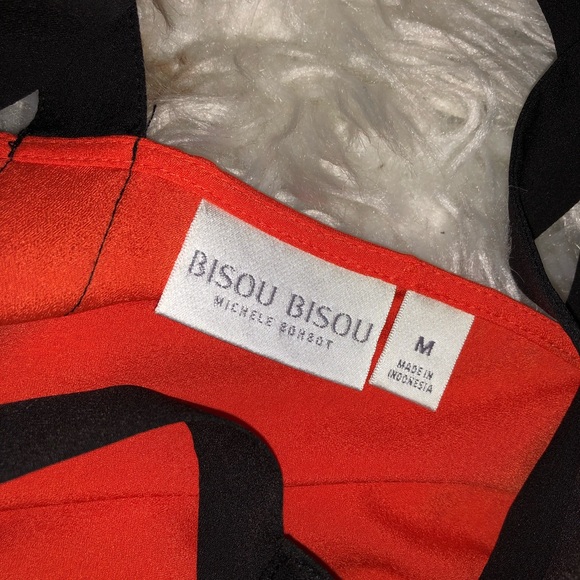 BISOU BISOU
MICHELE BOHBOT
M
MADE IN
INDONESIA